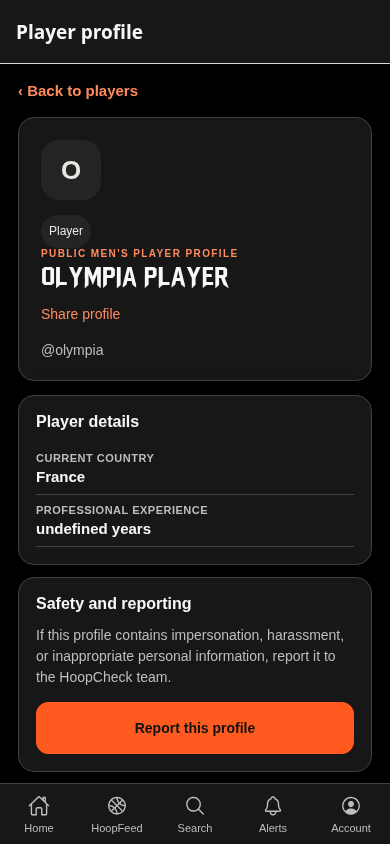 Player profile
‹ Back to players
O
Player
PUBLIC MEN'S PLAYER PROFILE
OLYMPIA PLAYER
Share profile
@olympia
Player details
CURRENT COUNTRY
France
PROFESSIONAL EXPERIENCE
undefined years
Safety and reporting
If this profile contains impersonation, harassment,
or inappropriate personal information, report it to
the HoopCheck team.
Report this profile
Home HoopFeed Search Alerts Account